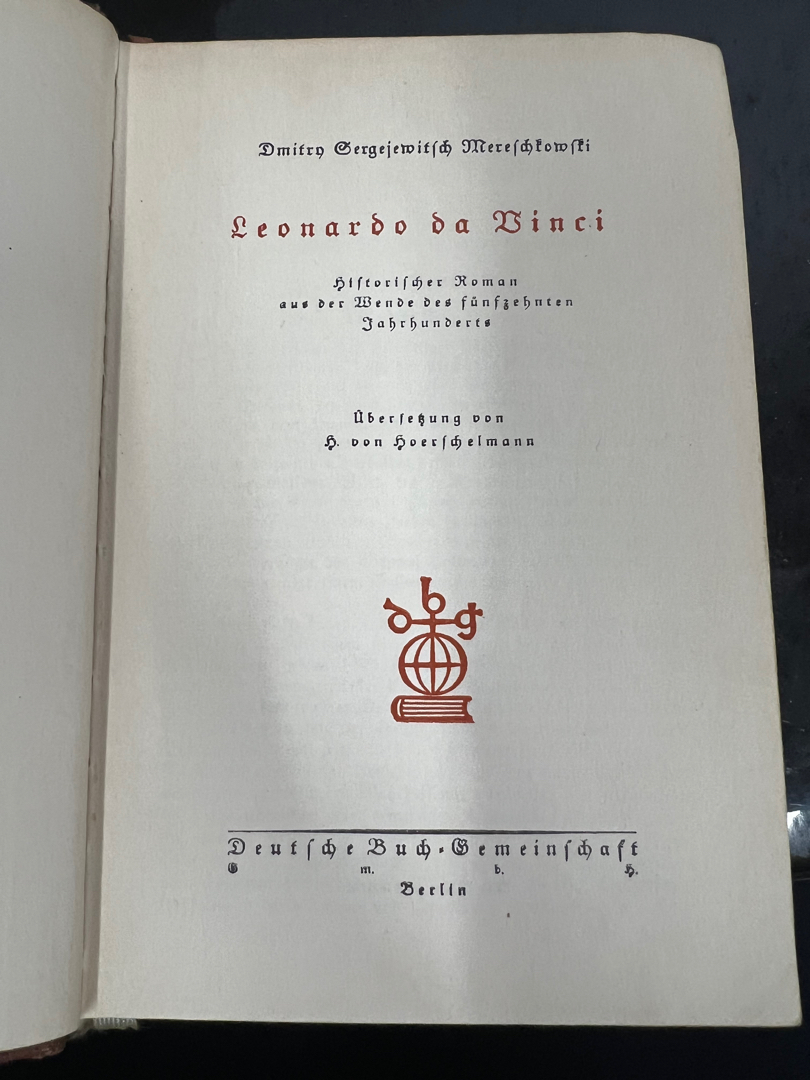 Dmitry Sergejewitsch Mereschkowski
Leonardo da Vinci
Historischer Roman
aus der Wende des fünfzehnten
Jahrhunderts
Übersetzung von
H. von Hoerschelmann
dbg
Deutsche Buch-Gemeinschaft
G m. b. H.
Berlin